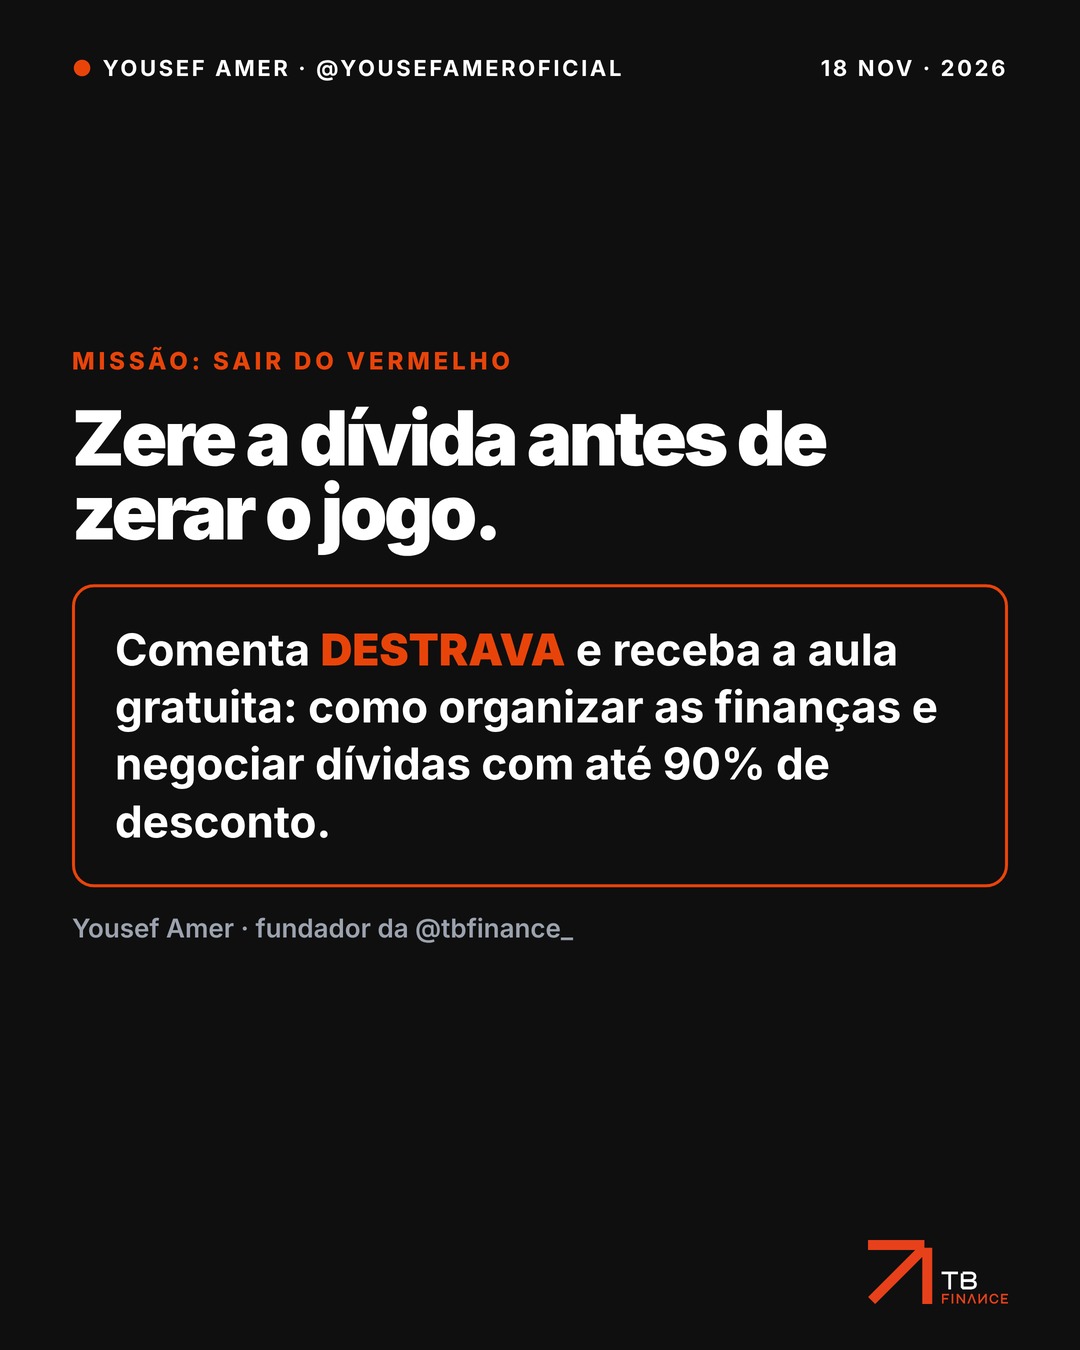 YOUSEF AMER · @YOUSEFAMEROFICIAL
18 NOV · 2026
MISSÃO: SAIR DO VERMELHO
Zere a dívida antes de
zerar o jogo.
Comenta DESTRAVA e receba a aula
gratuita: como organizar as finanças e
negociar dívidas com até 90% de
desconto.
Yousef Amer · fundador da @tbfinance_
TB
FINANCE